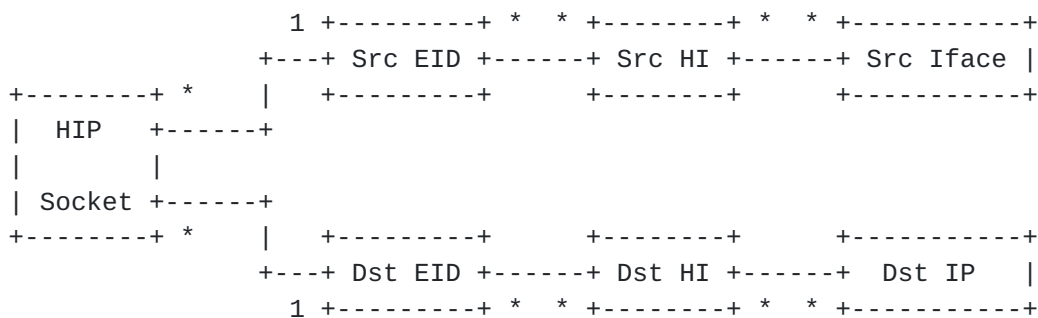 1 +---------+ *  * +--------+ *  * +-----------+
                 +---+ Src EID +------+ Src HI +------+ Src Iface |
+--------+ *     |   +---------+      +--------+      +-----------+
|  HIP   +------+
|        |
| Socket +------+
+--------+ *     |   +---------+      +--------+      +-----------+
                 +---+ Dst EID +------+ Dst HI +------+  Dst IP   |
                   1 +---------+ *  * +--------+ *  * +-----------+